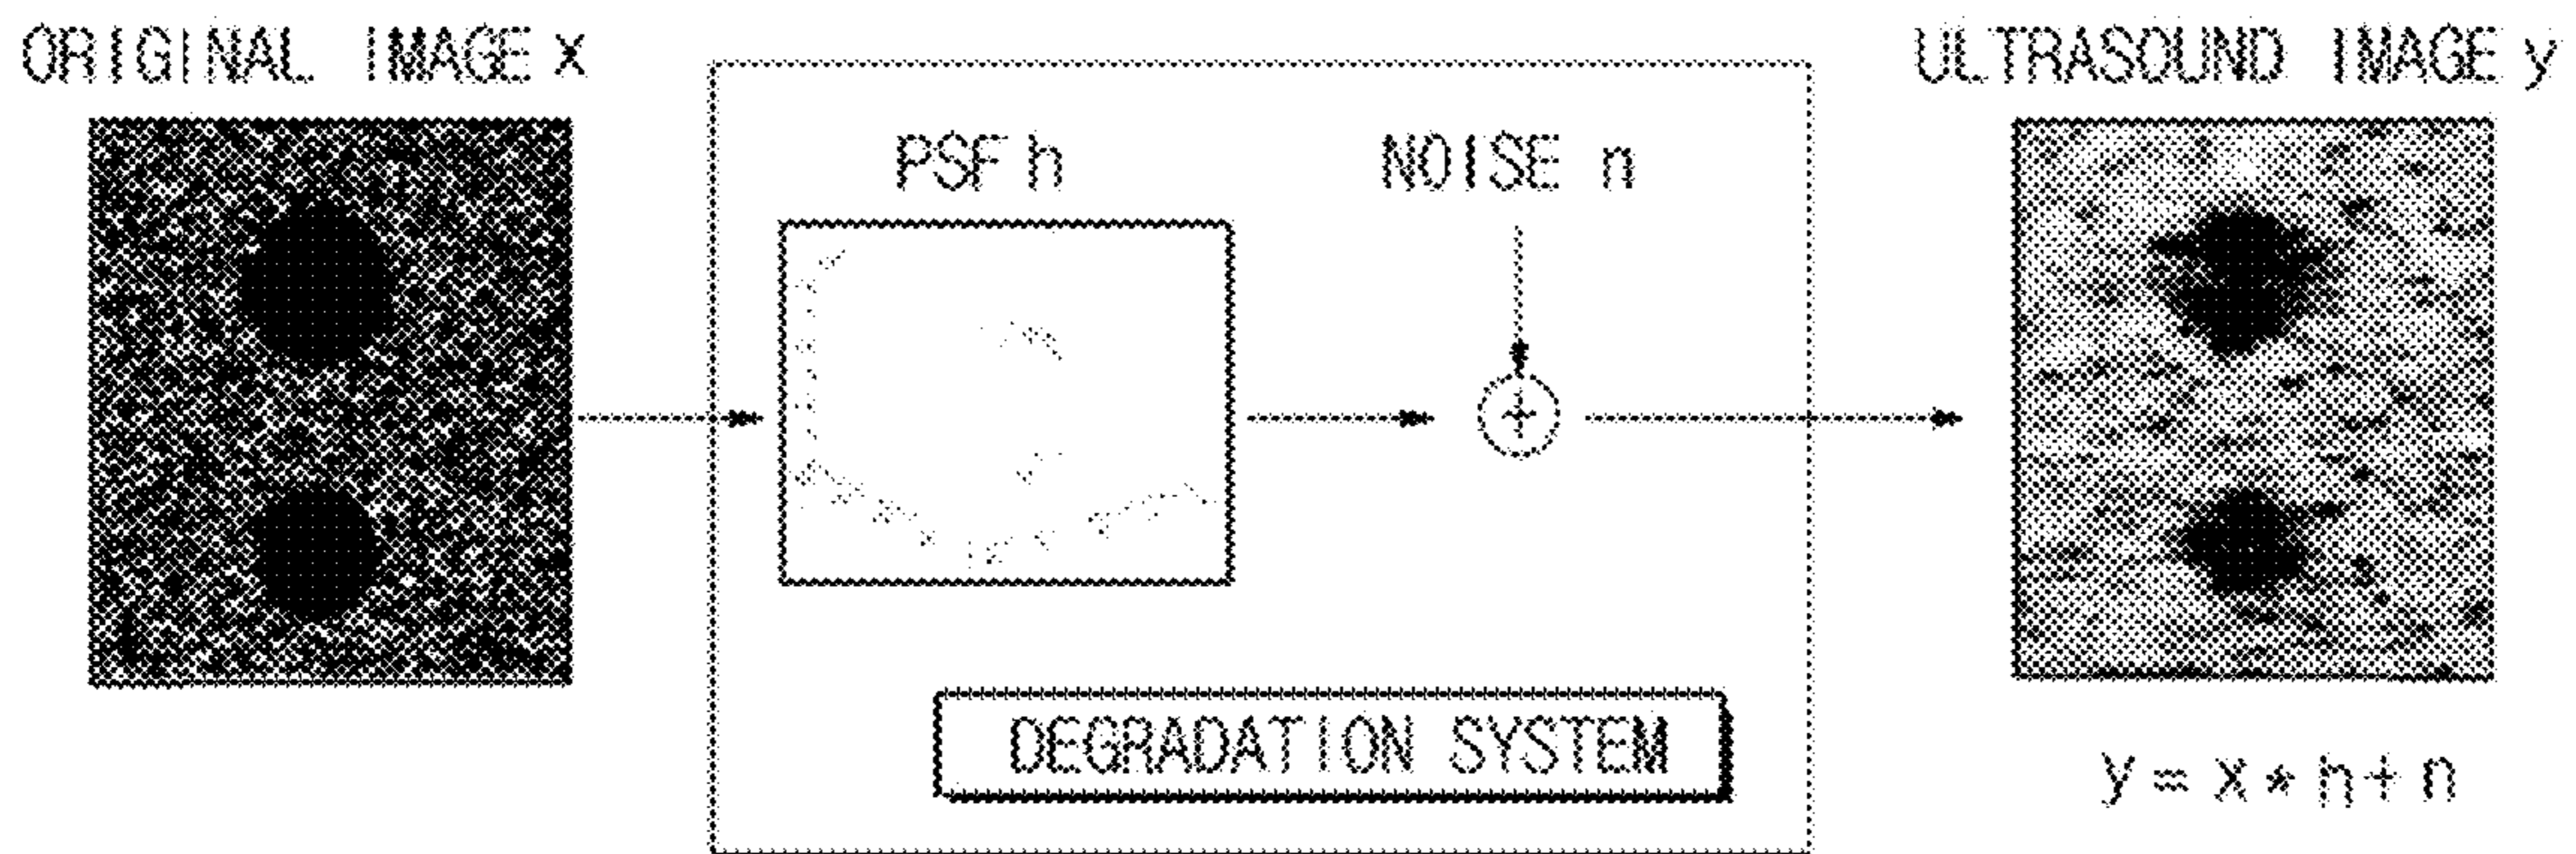 ORIGINAL IMAGE x
PSF h
NOISE n
ULTRASOUND IMAGE y
+
DEGRADATION SYSTEM
y = x * h + n